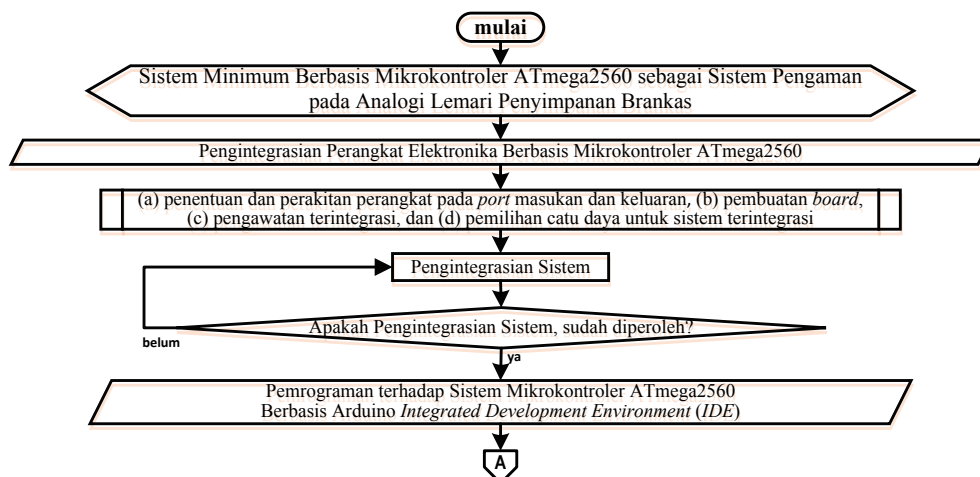 mulai
Sistem Minimum Berbasis Mikrokontroler ATmega2560 sebagai Sistem Pengaman
pada Analogi Lemari Penyimpanan Brankas
Pengintegrasian Perangkat Elektronika Berbasis Mikrokontroler ATmega2560
(a) penentuan dan perakitan perangkat pada port masukan dan keluaran, (b) pembuatan board,
(c) pengawatan terintegrasi, dan (d) pemilihan catu daya untuk sistem terintegrasi
Pengintegrasian Sistem
Apakah Pengintegrasian Sistem, sudah diperoleh?
belum
ya
Pemrograman terhadap Sistem Mikrokontroler ATmega2560
Berbasis Arduino Integrated Development Environment (IDE)
A